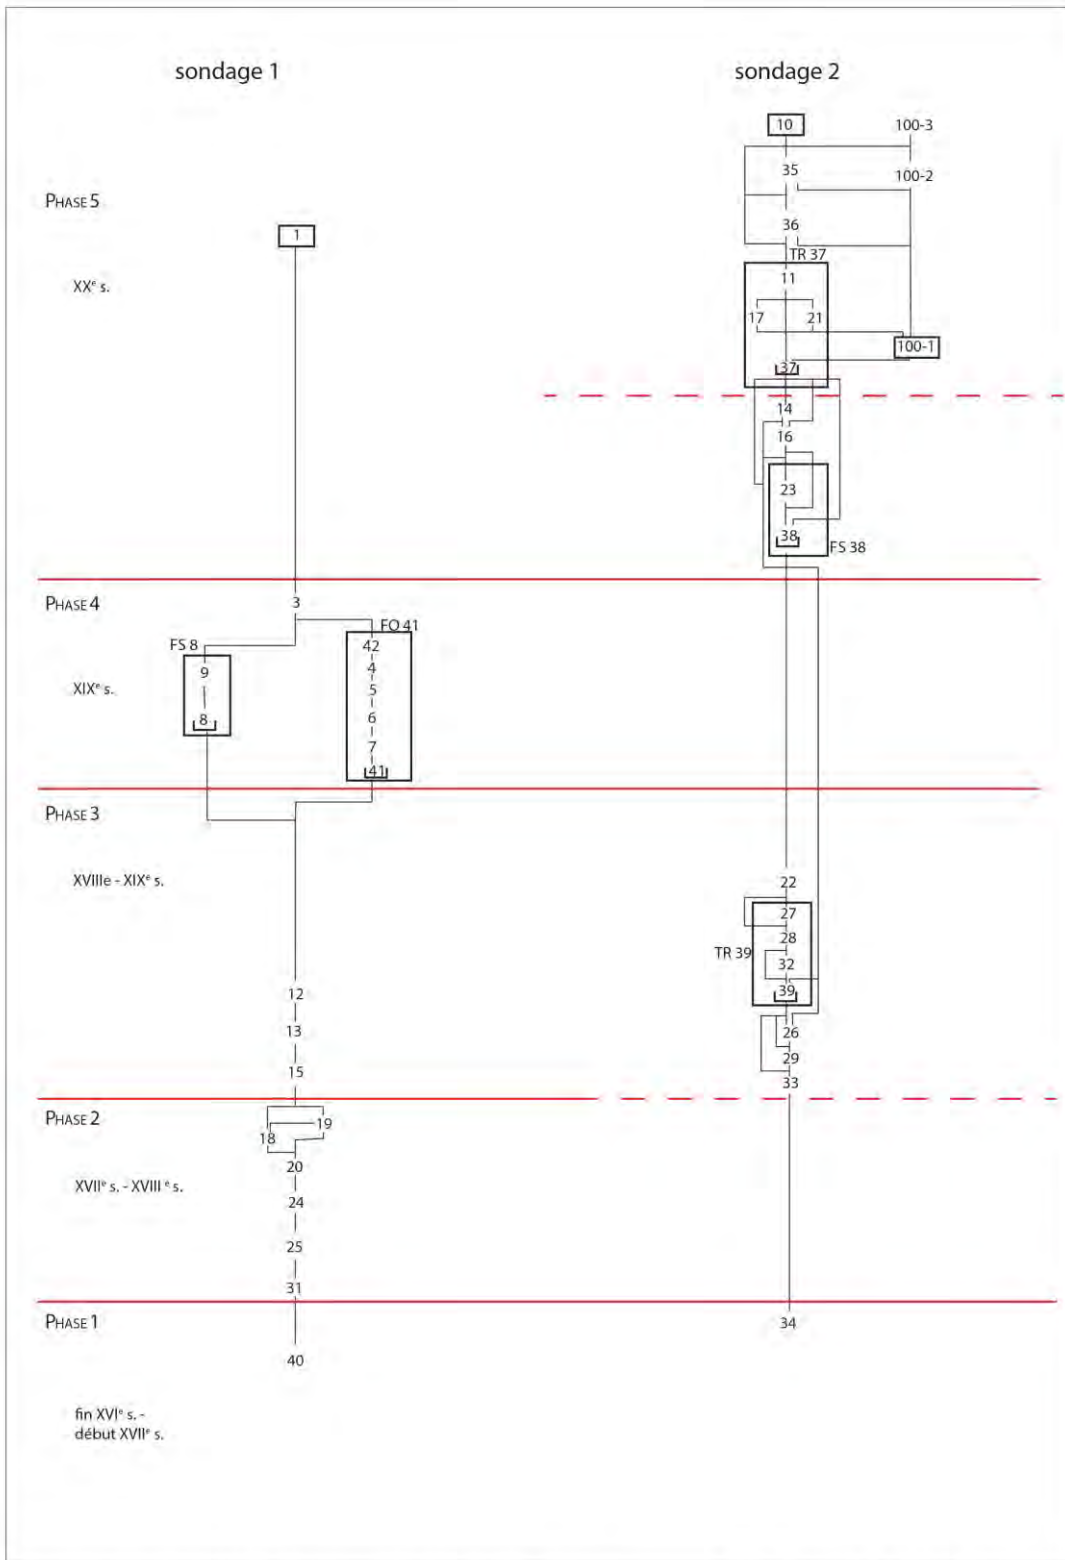 sondage 1
sondage 2
10
100-3
35
100-2
PHASE 5
36
1
TR 37
11
XXe s.
17
21
100-1
37
14
16
23
38
FS 38
PHASE 4
3
FO 41
FS 8
42
9
4
XIXe s.
5
8
6
7
41
PHASE 3
XVIIIe - XIXe s.
22
27
28
TR 39
32
12
39
13
26
29
15
33
PHASE 2
19
18
20
XVIIe s. - XVIII e s.
24
25
31
PHASE 1
34
40
fin XVIe s. -
début XVIIe s.